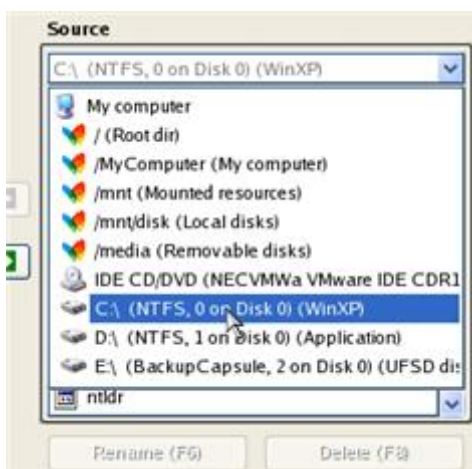 Source
C:\ (NTFS, 0 on Disk 0) (WinXP)
My computer
/ (Root dir)
/MyComputer (My computer)
/mnt (Mounted resources)
/mnt/disk (Local disks)
/media (Removable disks)
IDE CD/DVD (NECVMWa VMware IDE CDR1
C:\ (NTFS, 0 on Disk 0) (WinXP)
D:\ (NTFS, 1 on Disk 0) (Application)
E:\ (BackupCapsule, 2 on Disk 0) (UFSD dis
ntldr
Rename (F6) Delete (F8)